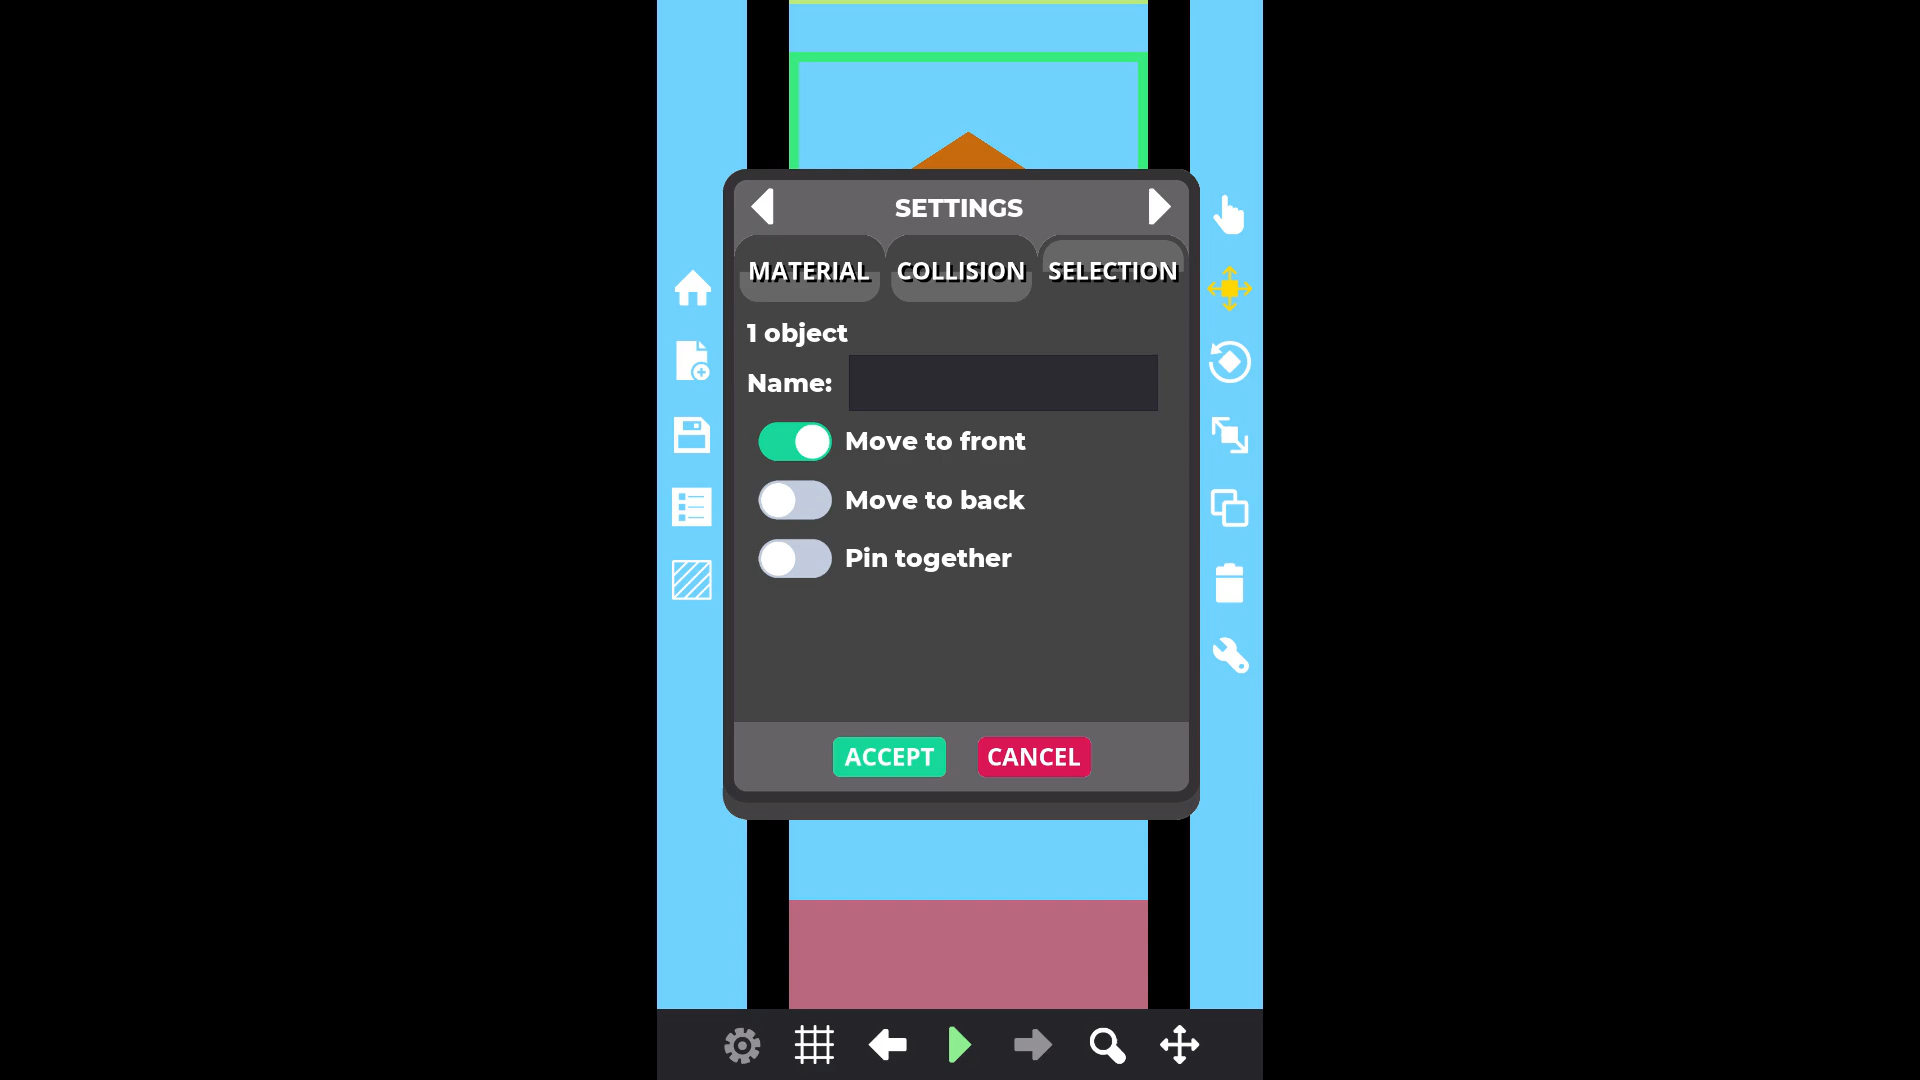 SETTINGS
MATERIAL COLLISION SELECTION
1 object
Name:
Move to front
Move to back
Pin together
ACCEPT CANCEL